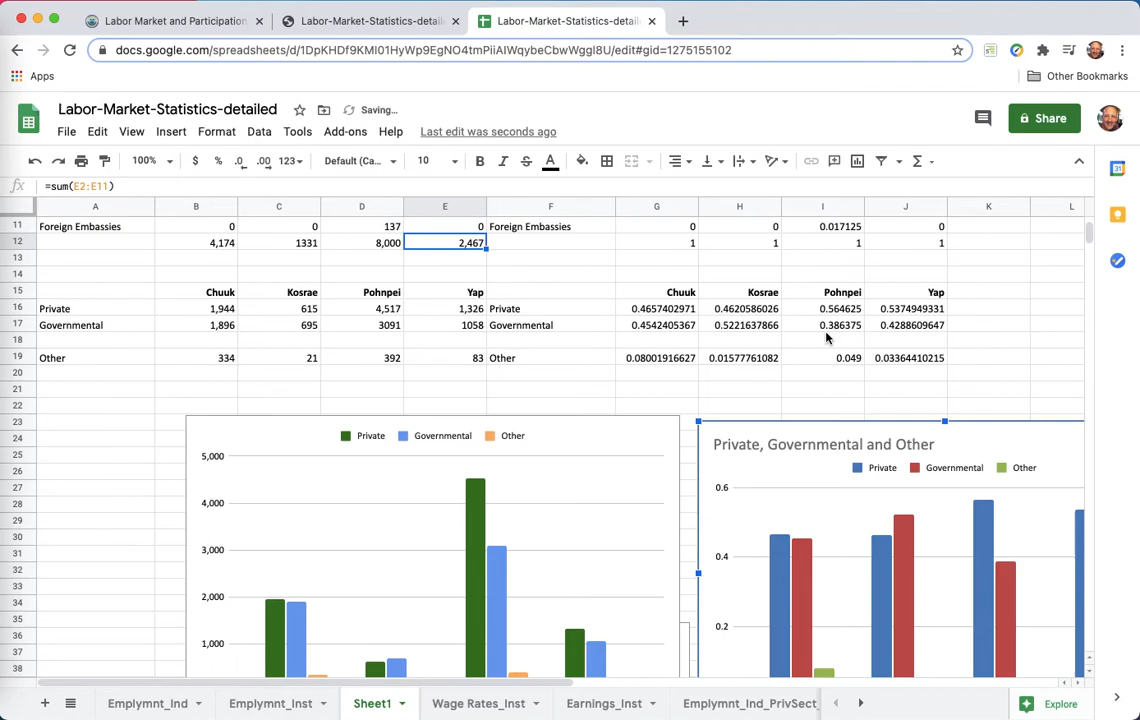 Labor Market and Participation
Labor-Market-Statistics-detail
Labor-Market-Statistics-detail
docs.google.com/spreadsheets/d/1DpKHDf9KMI01HyWp9EgNO4tmPiiAIWqybeCbwWggl8U/edit#gid=1275155102
Apps
Other Bookmarks
Labor-Market-Statistics-detailed
Saving...
File Edit View Insert Format Data Tools Add-ons Help Last edit was seconds ago
Share
100% $ % .0 .00 123 Default (Ca... 10 B I S A Σ
31
fx =sum(E2:E11)
A B C D E F G H I J K L
11 Foreign Embassies 0 0 137 0 Foreign Embassies 0 0 0.017125 0
12 4,174 1331 8,000 2,467 1 1 1 1
13
14
15 Chuuk Kosrae Pohnpei Yap Chuuk Kosrae Pohnpei Yap
16 Private 1,944 615 4,517 1,326 Private 0.4657402971 0.4620586026 0.564625 0.5374949331
17 Governmental 1,896 695 3091 1058 Governmental 0.4542405367 0.5221637866 0.386375 0.4288609647
18
19 Other 334 21 392 83 Other 0.08001916627 0.01577761082 0.049 0.03364410215
20
21
22
23
24
25
26
27
28
29
30
31
32
33
34
35
36
37
38
Private Governmental Other
5,000
4,000
3,000
2,000
1,000
Private, Governmental and Other
Private Governmental Other
0.6
0.4
0.2
Emplymnt_Ind Emplymnt_Inst Sheet1 Wage Rates_Inst Earnings_Inst Emplymnt_Ind_PrivSect_ Explore